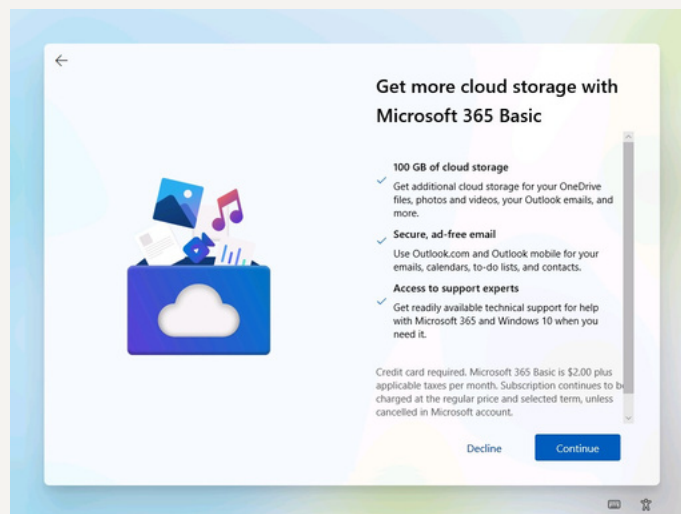 Get more cloud storage with
Microsoft 365 Basic
100 GB of cloud storage
Get additional cloud storage for your OneDrive
files, photos and videos, your Outlook emails, and
more.
Secure, ad-free email
Use Outlook.com and Outlook mobile for your
emails, calendars, to-do lists, and contacts.
Access to support experts
Get readily available technical support for help
with Microsoft 365 and Windows 10 when you
need it.
Credit card required. Microsoft 365 Basic is $2.00 plus
applicable taxes per month. Subscription continues to be
charged at the regular price and selected term, unless
cancelled in Microsoft account.
Decline
Continue